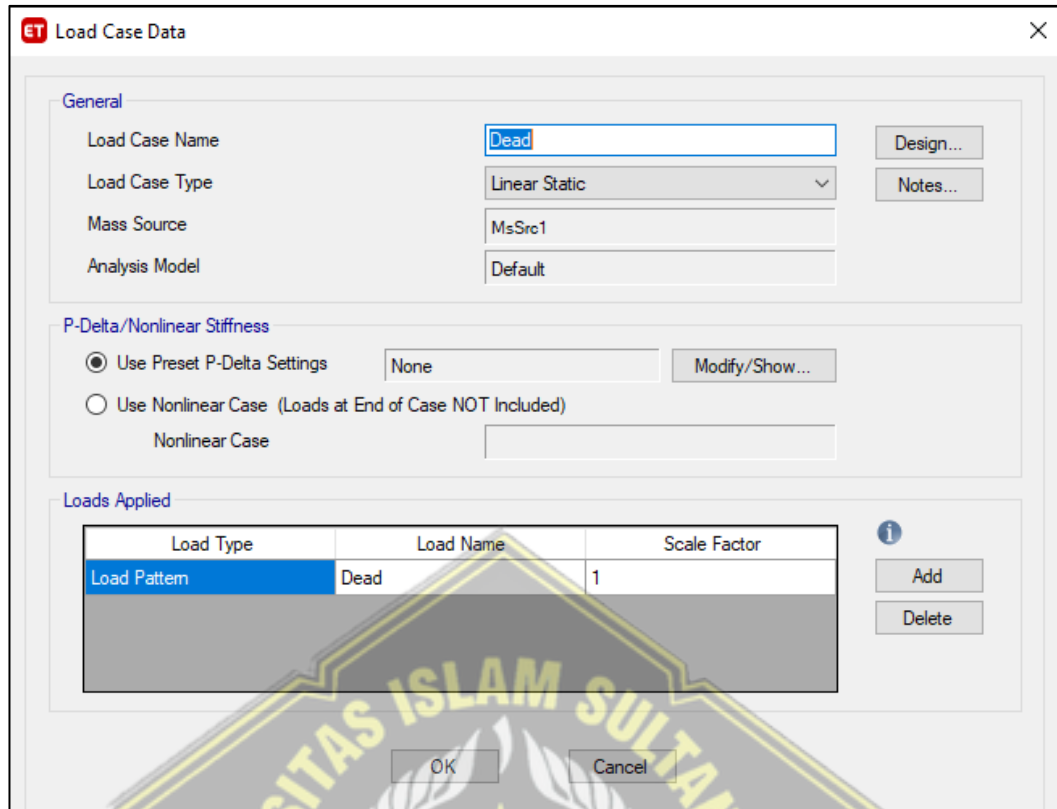 ET Load Case Data
General
Load Case Name Dead Design...
Load Case Type Linear Static Notes...
Mass Source MsSrc1
Analysis Model Default
P-Delta/Nonlinear Stiffness
Use Preset P-Delta Settings None Modify/Show...
Use Nonlinear Case (Loads at End of Case NOT Included)
Nonlinear Case
Loads Applied
Load Type Load Name Scale Factor
Load Pattern Dead 1
Add
Delete
SITAS ISLAM SULTA
OK Cancel